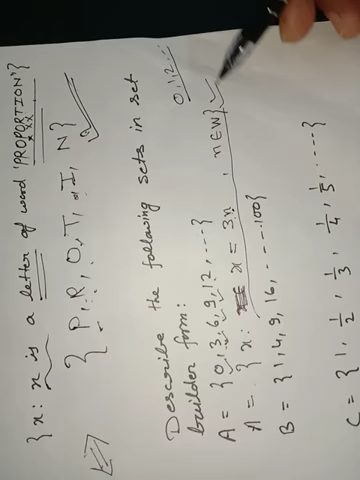 {x: x is a letter of word 'PROPORTION'}
{P, R, O, T, I, N}
Describe the following sets in set
builder form:
0,1,2...
A = {0, 3, 6, 9, 12, ....}
A = {x: x = 3n, n ∈ W}
B = {1, 4, 9, 16, .....100}
C = {1, 1/2, 1/3, 1/4, 1/5, .....}